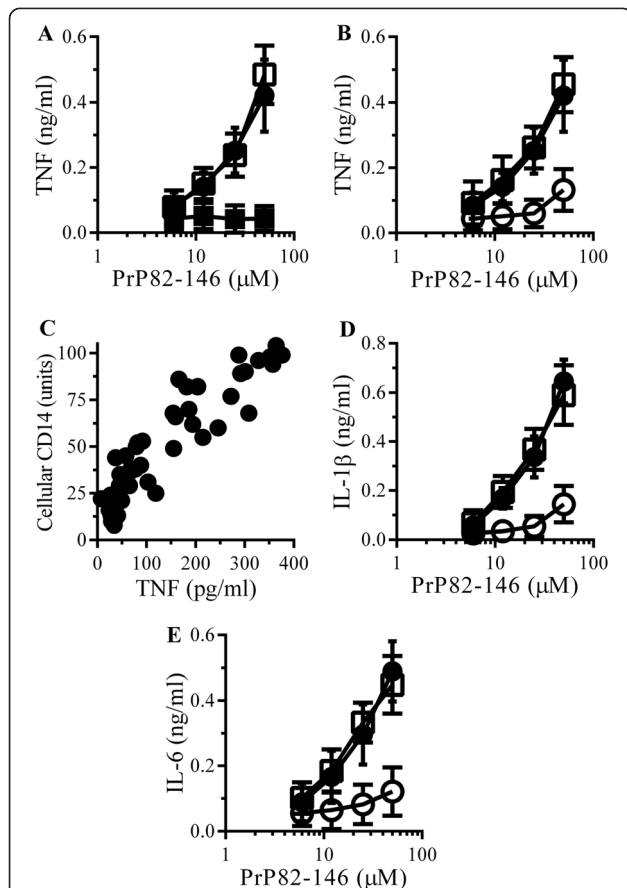 A
TNF (ng/ml)
0.6
0.4
0.2
0.0
1 10 100
PrP82-146 (μM)
B
TNF (ng/ml)
0.6
0.4
0.2
0.0
1 10 100
PrP82-146 (μM)
C
Cellular CD14 (units)
100
75
50
25
0
0 100 200 300 400
TNF (pg/ml)
D
IL-1β (ng/ml)
0.8
0.6
0.4
0.2
0.0
1 10 100
PrP82-146 (μM)
E
IL-6 (ng/ml)
0.6
0.4
0.2
0.0
1 10 100
PrP82-146 (μM)